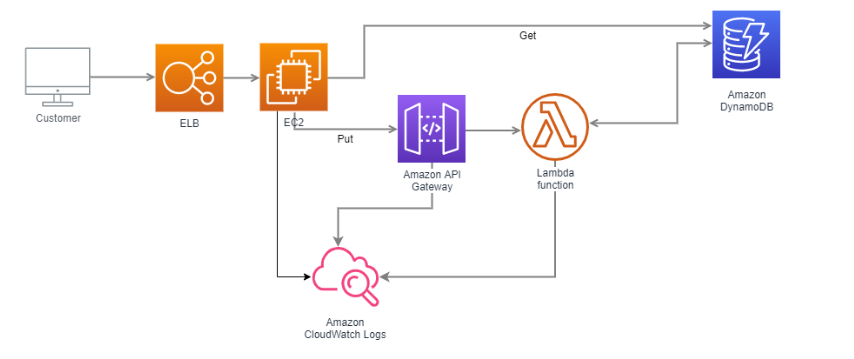 Get
Customer
ELB
EC2
Put
Amazon
DynamoDB
Amazon API
Gateway
Lambda
function
Amazon
CloudWatch Logs